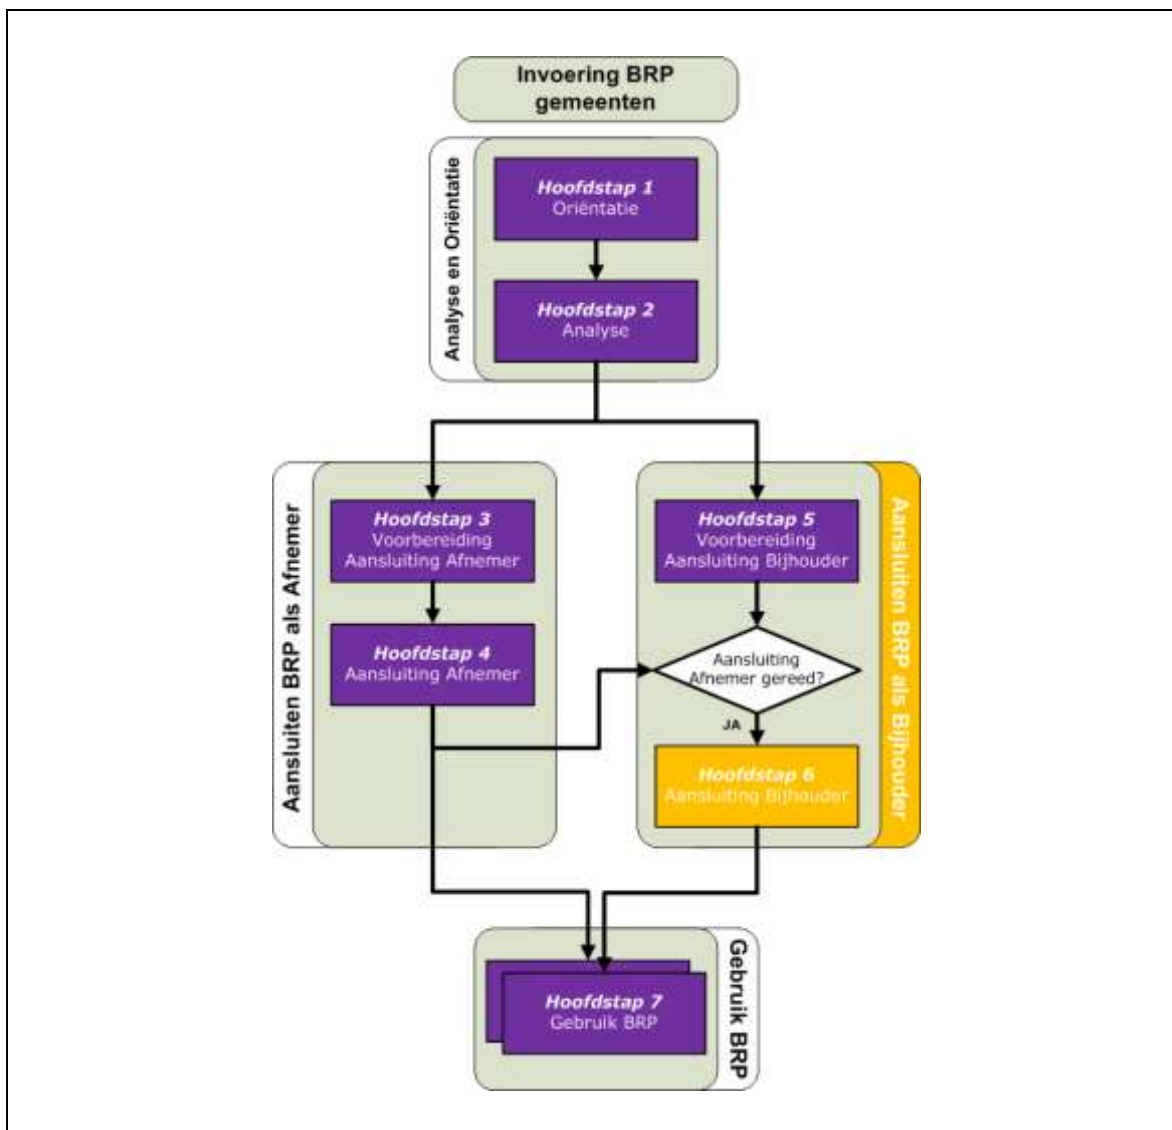 Invoering BRP
gemeenten
Analyse en Oriëntatie
Hoofdstap 1
Oriëntatie
Hoofdstap 2
Analyse
Aansluiten BRP als Afnemer
Hoofdstap 3
Voorbereiding
Aansluiting Afnemer
Hoofdstap 4
Aansluiting Afnemer
Aansluiten BRP als Bijhouder
Hoofdstap 5
Voorbereiding
Aansluiting Bijhouder
Aansluiting
Afnemer gereed?
JA
Hoofdstap 6
Aansluiting Bijhouder
Gebruik BRP
Hoofdstap 7
Gebruik BRP